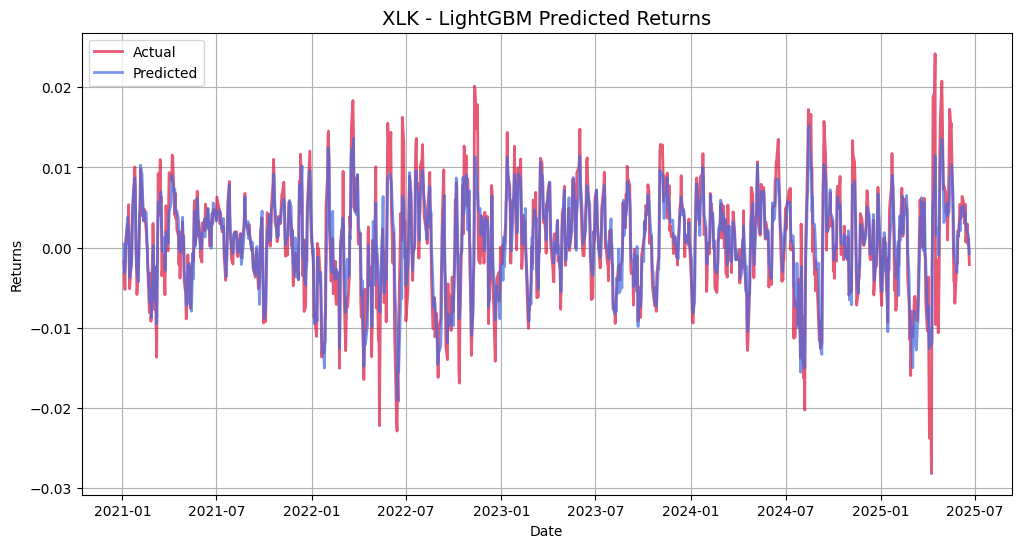 XLK - LightGBM Predicted Returns
Actual
Predicted
Returns
0.02
0.01
0.00
−0.01
−0.02
−0.03
2021-01 2021-07 2022-01 2022-07 2023-01 2023-07 2024-01 2024-07 2025-01 2025-07
Date